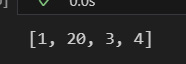 0.0s
[1, 20, 3, 4]